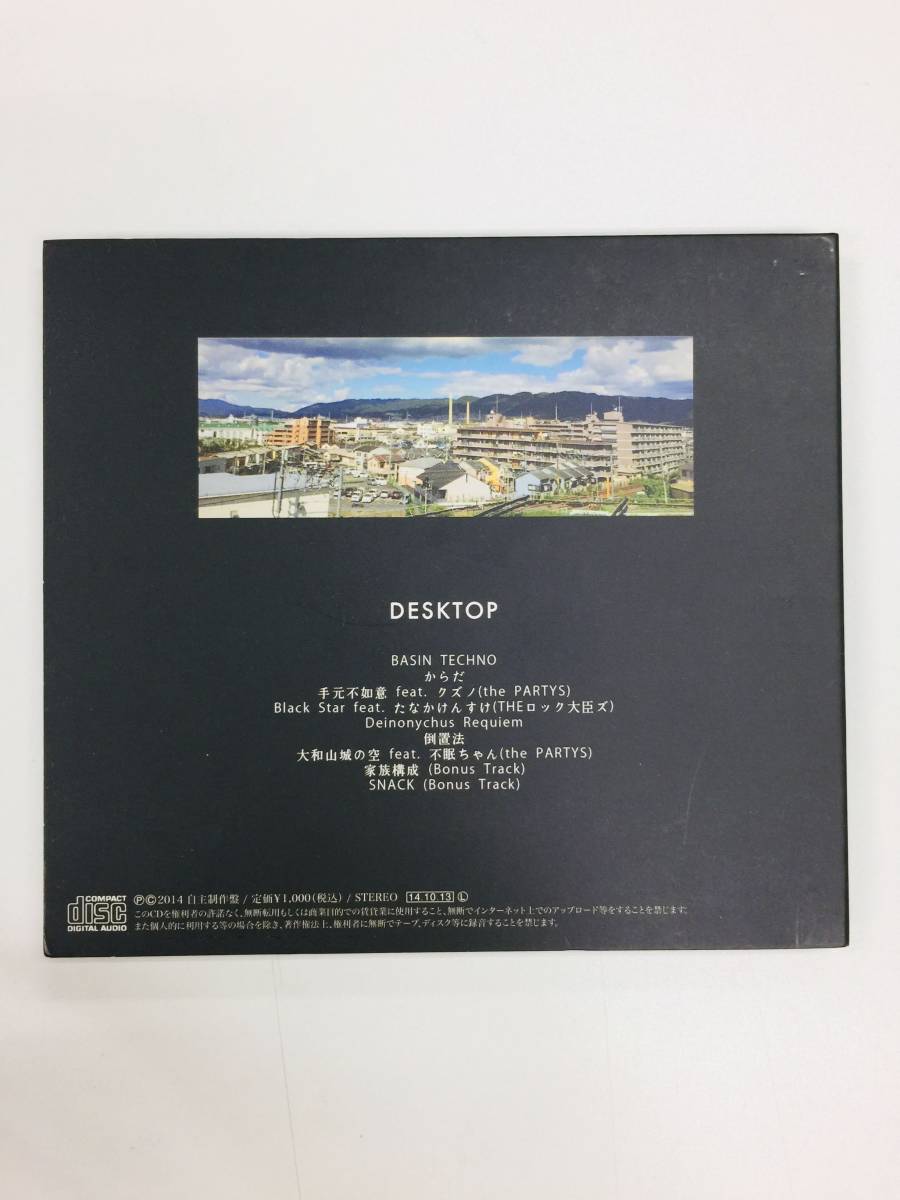 DESKTOP
BASIN TECHNO
からだ
手元不如意 feat. クズノ(the PARTYS)
Black Star feat. たなかけんすけ(THEロック大臣ズ)
Deinonychus Requiem
倒置法
大和山城の空 feat. 不眠ちゃん(the PARTYS)
家族構成 (Bonus Track)
SNACK (Bonus Track)
COMPACT
disc
DIGITAL AUDIO
ⓅⒸ2014 自主制作盤 / 定価¥1,000(税込) / STEREO 14.10.13 Ⓛ
このCDを権利者の許諾なく、無断転用もしくは商業目的での賃貸業に使用すること、無断でインターネット上でのアップロード等をすることを禁じます。
また個人的に利用する等の場合を除き、著作権法上、権利者に無断でテープ、ディスク等に録音することを禁じます。